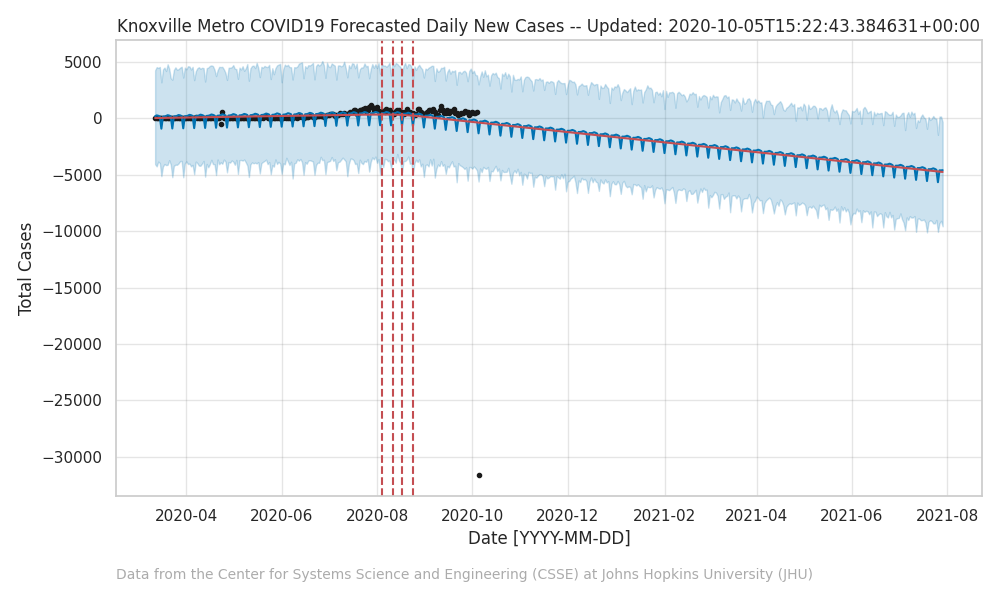 Knoxville Metro COVID19 Forecasted Daily New Cases -- Updated: 2020-10-05T15:22:43.384631+00:00
5000
0
−5000
−10000
−15000
−20000
−25000
−30000
Total Cases
2020-04 2020-06 2020-08 2020-10 2020-12 2021-02 2021-04 2021-06 2021-08
Date [YYYY-MM-DD]
Data from the Center for Systems Science and Engineering (CSSE) at Johns Hopkins University (JHU)